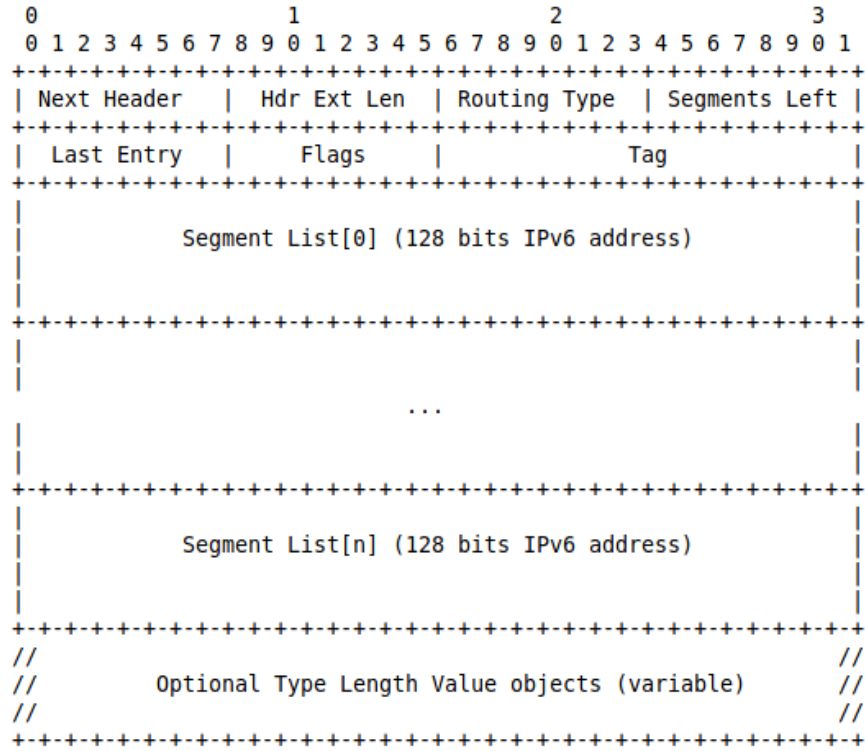 0                   1                   2                   3
 0 1 2 3 4 5 6 7 8 9 0 1 2 3 4 5 6 7 8 9 0 1 2 3 4 5 6 7 8 9 0 1
+-+-+-+-+-+-+-+-+-+-+-+-+-+-+-+-+-+-+-+-+-+-+-+-+-+-+-+-+-+-+-+-+
| Next Header   |  Hdr Ext Len  | Routing Type  | Segments Left |
+-+-+-+-+-+-+-+-+-+-+-+-+-+-+-+-+-+-+-+-+-+-+-+-+-+-+-+-+-+-+-+-+
|  Last Entry   |     Flags     |              Tag              |
+-+-+-+-+-+-+-+-+-+-+-+-+-+-+-+-+-+-+-+-+-+-+-+-+-+-+-+-+-+-+-+-+
|                                                               |
|            Segment List[0] (128 bits IPv6 address)            |
|                                                               |
|                                                               |
+-+-+-+-+-+-+-+-+-+-+-+-+-+-+-+-+-+-+-+-+-+-+-+-+-+-+-+-+-+-+-+-+
|                                                               |
|                                                               |
                              ...
|                                                               |
|                                                               |
+-+-+-+-+-+-+-+-+-+-+-+-+-+-+-+-+-+-+-+-+-+-+-+-+-+-+-+-+-+-+-+-+
|                                                               |
|            Segment List[n] (128 bits IPv6 address)            |
|                                                               |
|                                                               |
+-+-+-+-+-+-+-+-+-+-+-+-+-+-+-+-+-+-+-+-+-+-+-+-+-+-+-+-+-+-+-+-+
//                                                             //
//         Optional Type Length Value objects (variable)       //
//                                                             //
+-+-+-+-+-+-+-+-+-+-+-+-+-+-+-+-+-+-+-+-+-+-+-+-+-+-+-+-+-+-+-+-+